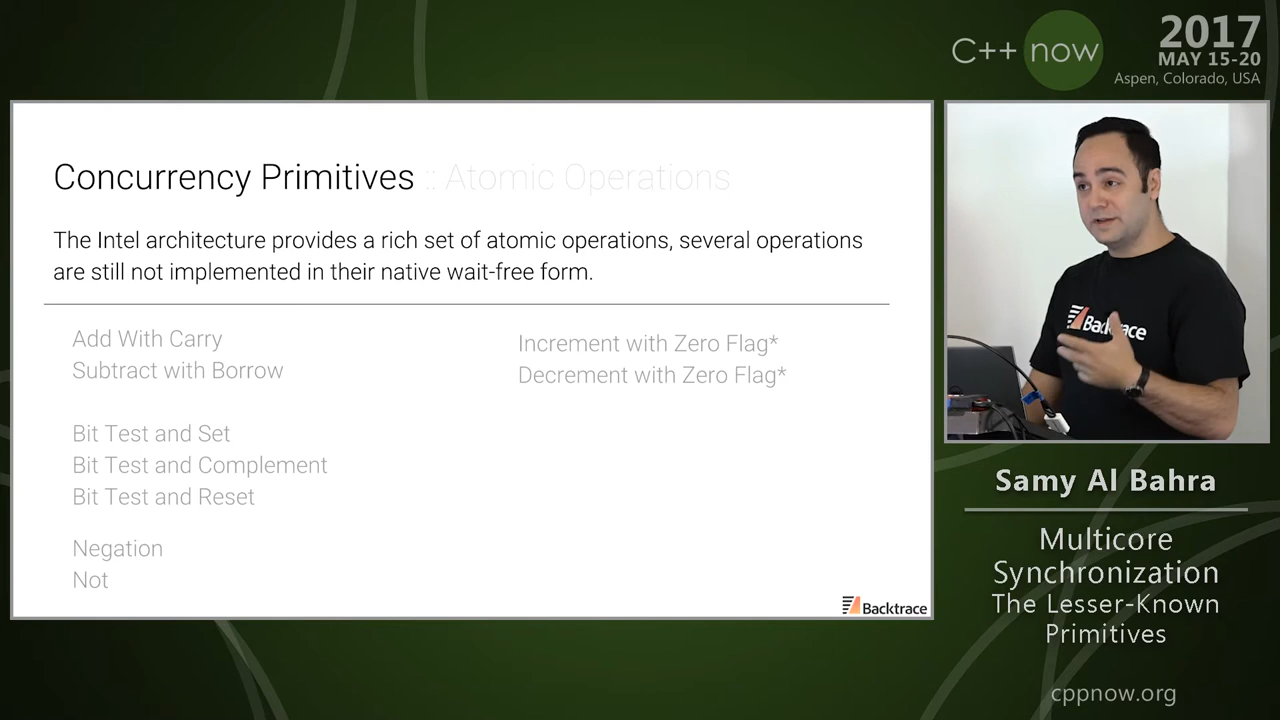 C++ now
2017
MAY 15-20
Aspen, Colorado, USA
Concurrency Primitives :: Atomic Operations
The Intel architecture provides a rich set of atomic operations, several operations
are still not implemented in their native wait-free form.
Add With Carry
Subtract with Borrow
Increment with Zero Flag*
Decrement with Zero Flag*
Bit Test and Set
Bit Test and Complement
Bit Test and Reset
Negation
Not
Backtrace
Backtrace
Samy Al Bahra
Multicore
Synchronization
The Lesser-Known
Primitives
cppnow.org